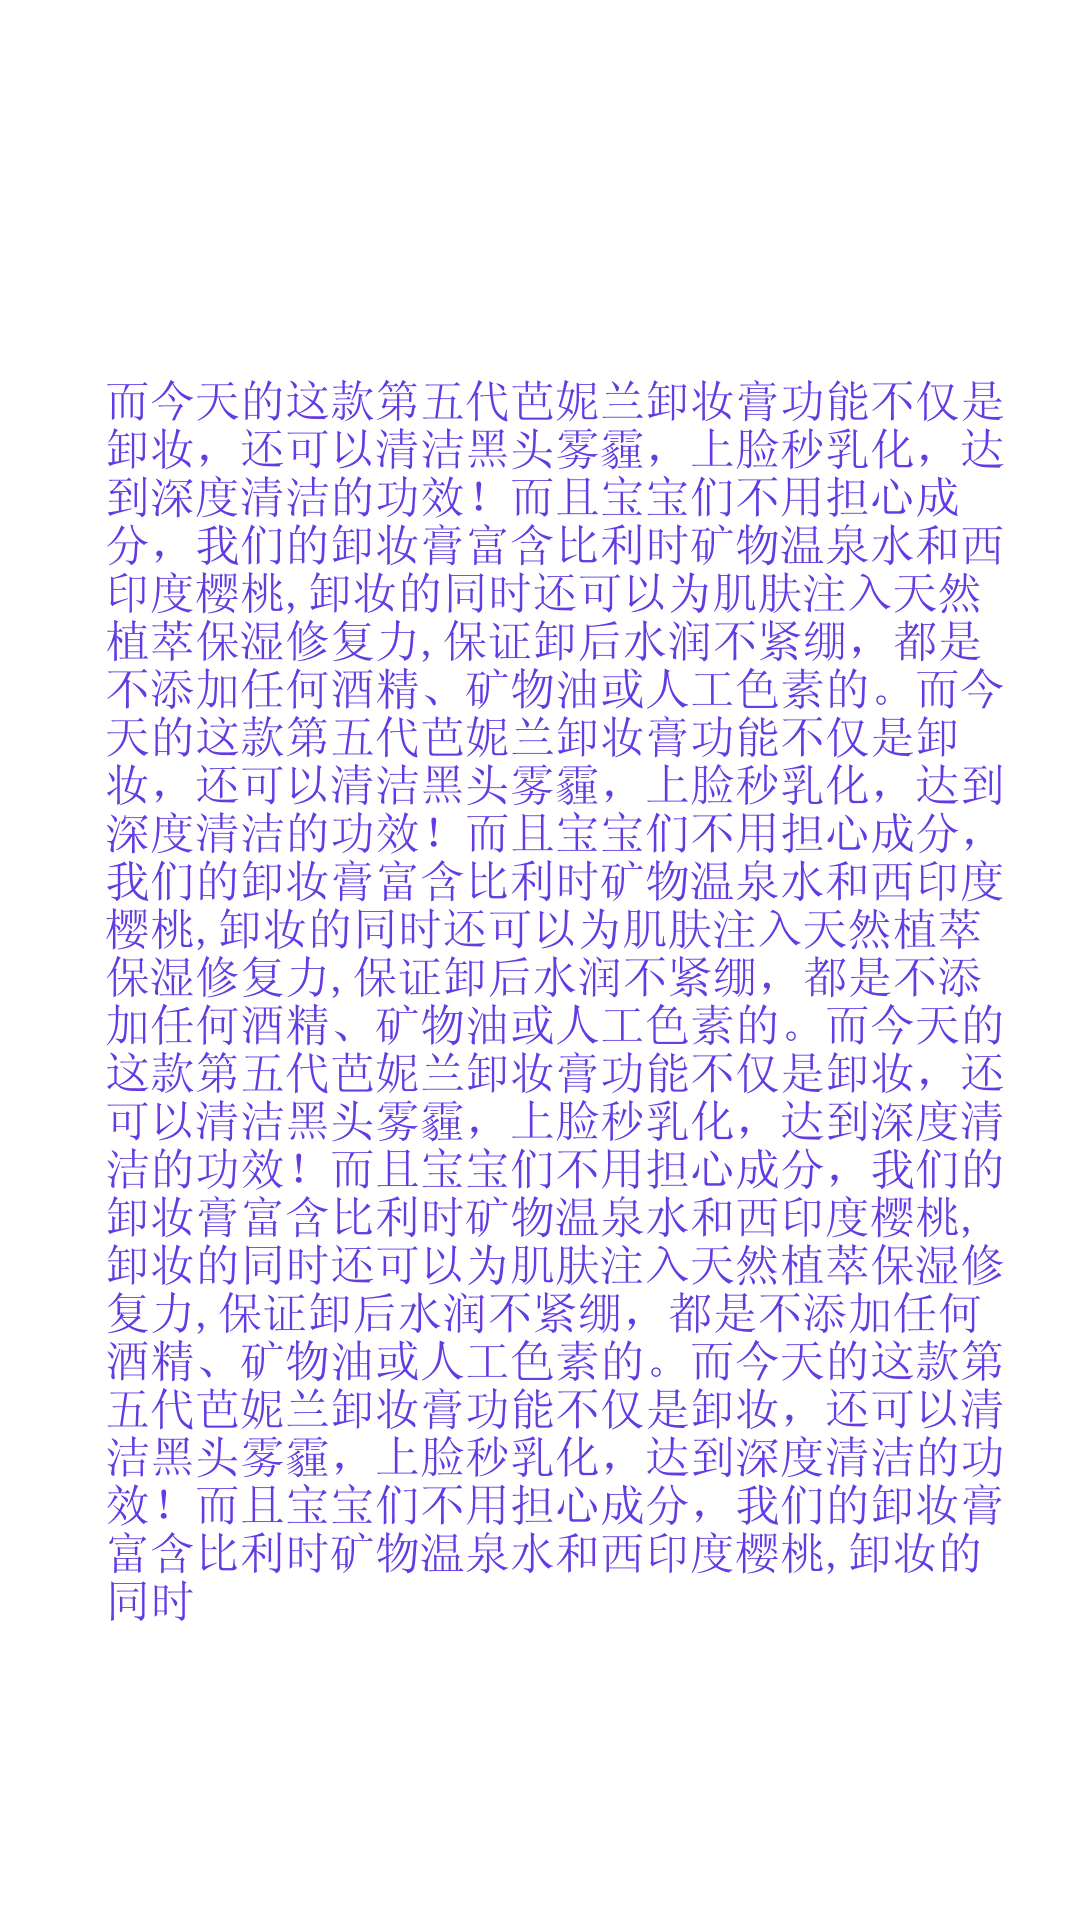 而今天的这款第五代芭妮兰卸妆膏功能不仅是
卸妆，还可以清洁黑头雾霾，上脸秒乳化，达
到深度清洁的功效！而且宝宝们不用担心成
分，我们的卸妆膏富含比利时矿物温泉水和西
印度樱桃,卸妆的同时还可以为肌肤注入天然
植萃保湿修复力,保证卸后水润不紧绷，都是
不添加任何酒精、矿物油或人工色素的。而今
天的这款第五代芭妮兰卸妆膏功能不仅是卸
妆，还可以清洁黑头雾霾，上脸秒乳化，达到
深度清洁的功效！而且宝宝们不用担心成分，
我们的卸妆膏富含比利时矿物温泉水和西印度
樱桃,卸妆的同时还可以为肌肤注入天然植萃
保湿修复力,保证卸后水润不紧绷，都是不添
加任何酒精、矿物油或人工色素的。而今天的
这款第五代芭妮兰卸妆膏功能不仅是卸妆，还
可以清洁黑头雾霾，上脸秒乳化，达到深度清
洁的功效！而且宝宝们不用担心成分，我们的
卸妆膏富含比利时矿物温泉水和西印度樱桃,
卸妆的同时还可以为肌肤注入天然植萃保湿修
复力,保证卸后水润不紧绷，都是不添加任何
酒精、矿物油或人工色素的。而今天的这款第
五代芭妮兰卸妆膏功能不仅是卸妆，还可以清
洁黑头雾霾，上脸秒乳化，达到深度清洁的功
效！而且宝宝们不用担心成分，我们的卸妆膏
富含比利时矿物温泉水和西印度樱桃,卸妆的
同时